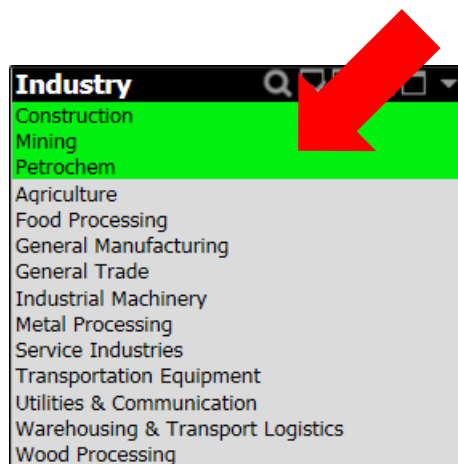 Industry
Construction
Mining
Petrochem
Agriculture
Food Processing
General Manufacturing
General Trade
Industrial Machinery
Metal Processing
Service Industries
Transportation Equipment
Utilities & Communication
Warehousing & Transport Logistics
Wood Processing